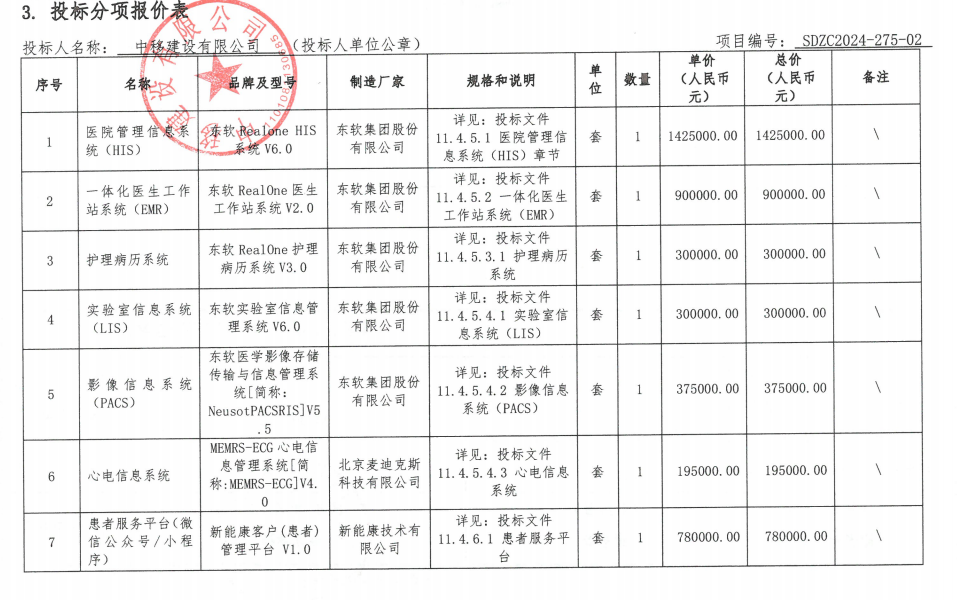 3. 投标分项报价表
投标人名称： 中移建设有限公司 （投标人单位公章）
项目编号： SDZC2024-275-02
序号 名称 品牌及型号 制造厂家 规格和说明 单位 数量 单价（人民币元） 总价（人民币元） 备注
1 医院管理信息系统（HIS） 东软 Realone HIS 系统 V6.0 东软集团股份有限公司 详见：投标文件 11.4.5.1 医院管理信息系统（HIS）章节 套 1 1425000.00 1425000.00 \
2 一体化医生工作站系统（EMR） 东软 RealOne 医生工作站系统 V2.0 东软集团股份有限公司 详见：投标文件 11.4.5.2 一体化医生工作站系统（EMR） 套 1 900000.00 900000.00 \
3 护理病历系统 东软 RealOne 护理病历系统 V3.0 东软集团股份有限公司 详见：投标文件 11.4.5.3.1 护理病历系统 套 1 300000.00 300000.00 \
4 实验室信息系统（LIS） 东软实验室信息管理系统 V6.0 东软集团股份有限公司 详见：投标文件 11.4.5.4.1 实验室信息系统（LIS） 套 1 300000.00 300000.00 \
5 影像信息系统（PACS） 东软医学影像存储传输与信息管理系统[简称：NeusotPACSRIS]V5.5 东软集团股份有限公司 详见：投标文件 11.4.5.4.2 影像信息系统（PACS） 套 1 375000.00 375000.00 \
6 心电信息系统 MEMRS-ECG 心电信息管理系统[简称:MEMRS-ECG]V4.0 北京麦迪克斯科技有限公司 详见：投标文件 11.4.5.4.3 心电信息系统 套 1 195000.00 195000.00 \
7 患者服务平台（微信公众号/小程序） 新能康客户(患者)管理平台 V1.0 新能康技术有限公司 详见：投标文件 11.4.6.1 患者服务平台 套 1 780000.00 780000.00 \